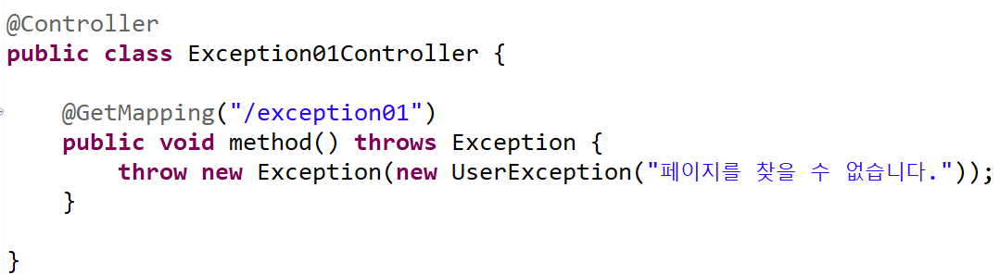 @Controller
public class Exception01Controller {
@GetMapping("/exception01")
public void method() throws Exception {
throw new Exception(new UserException("페이지를 찾을 수 없습니다."));
}
}